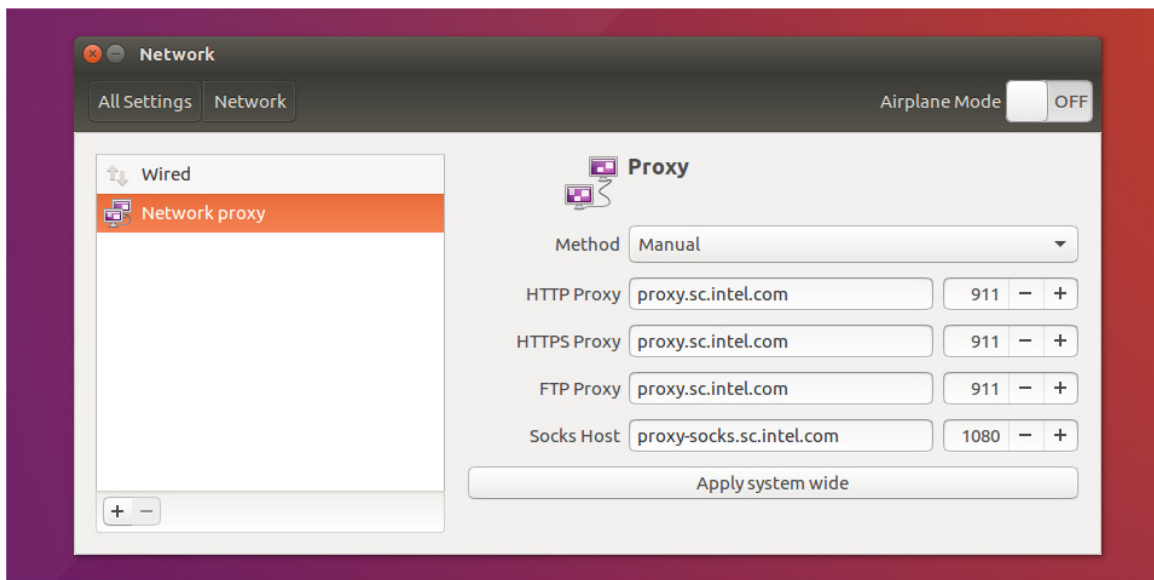 Network
All Settings Network Airplane Mode OFF
Wired
Network proxy
Proxy
Method Manual
HTTP Proxy proxy.sc.intel.com 911 − +
HTTPS Proxy proxy.sc.intel.com 911 − +
FTP Proxy proxy.sc.intel.com 911 − +
Socks Host proxy-socks.sc.intel.com 1080 − +
Apply system wide
+ −